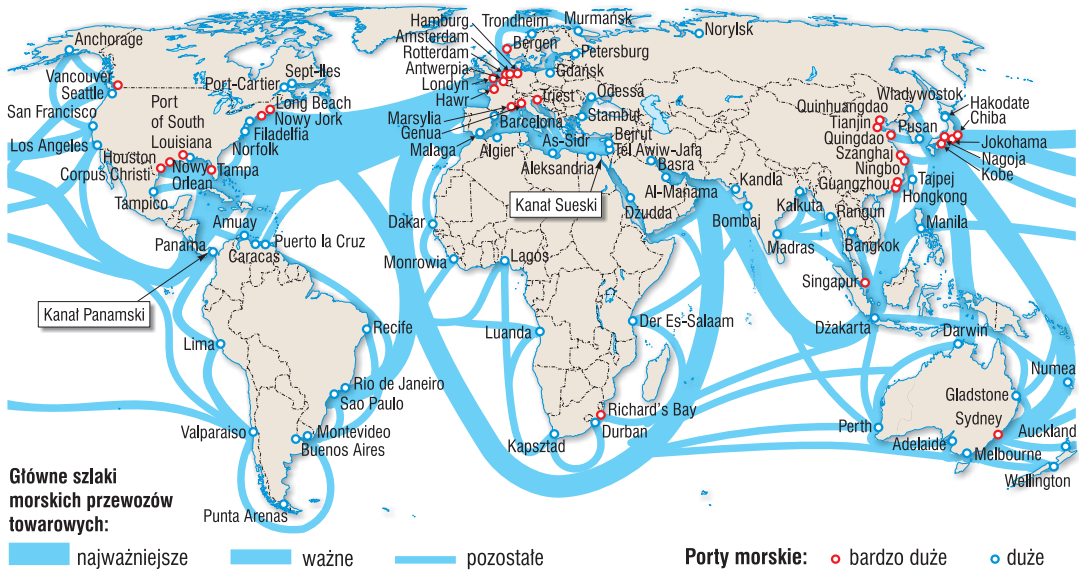 Anchorage
Vancouver
Seattle
San Francisco
Los Angeles
Houston
Corpus Christi
Tampico
Port-Cartier
Sept-Iles
Port
of South
Louisiana
Long Beach
Nowy Jork
Filadelfia
Norfolk
Nowy
Orlean
Tampa
Amuay
Panama
Caracas
Puerto la Cruz
Kanał Panamski
Lima
Recife
Rio de Janeiro
Sao Paulo
Valparaiso
Montevideo
Buenos Aires
Punta Arenas
Hamburg
Amsterdam
Rotterdam
Antwerpia
Londyn
Hawr
Trondheim
Bergen
Murmańsk
Petersburg
Gdańsk
Norylsk
Triest
Odessa
Stambuł
Marsylia
Genua
Malaga
Barcelona
Algier
As-Sidr
Bejrut
Tel Awiw-Jafa
Basra
Aleksandria
Kanał Sueski
Al-Manama
Dżudda
Dakar
Monrowia
Lagos
Luanda
Der Es-Salaam
Richard's Bay
Durban
Kapsztad
Kandla
Bombaj
Kalkuta
Madras
Rangun
Bangkok
Singapur
Dżakarta
Manila
Władywostok
Quinhuangdao
Tianjin
Quingdao
Pusan
Szanghaj
Ningbo
Guangzhou
Tajpej
Hongkong
Hakodate
Chiba
Jokohama
Nagoja
Kobe
Darwin
Numea
Gladstone
Sydney
Perth
Adelaide
Melbourne
Auckland
Wellington
Główne szlaki
morskich przewozów
towarowych:
najważniejsze
ważne
pozostałe
Porty morskie:
bardzo duże
duże